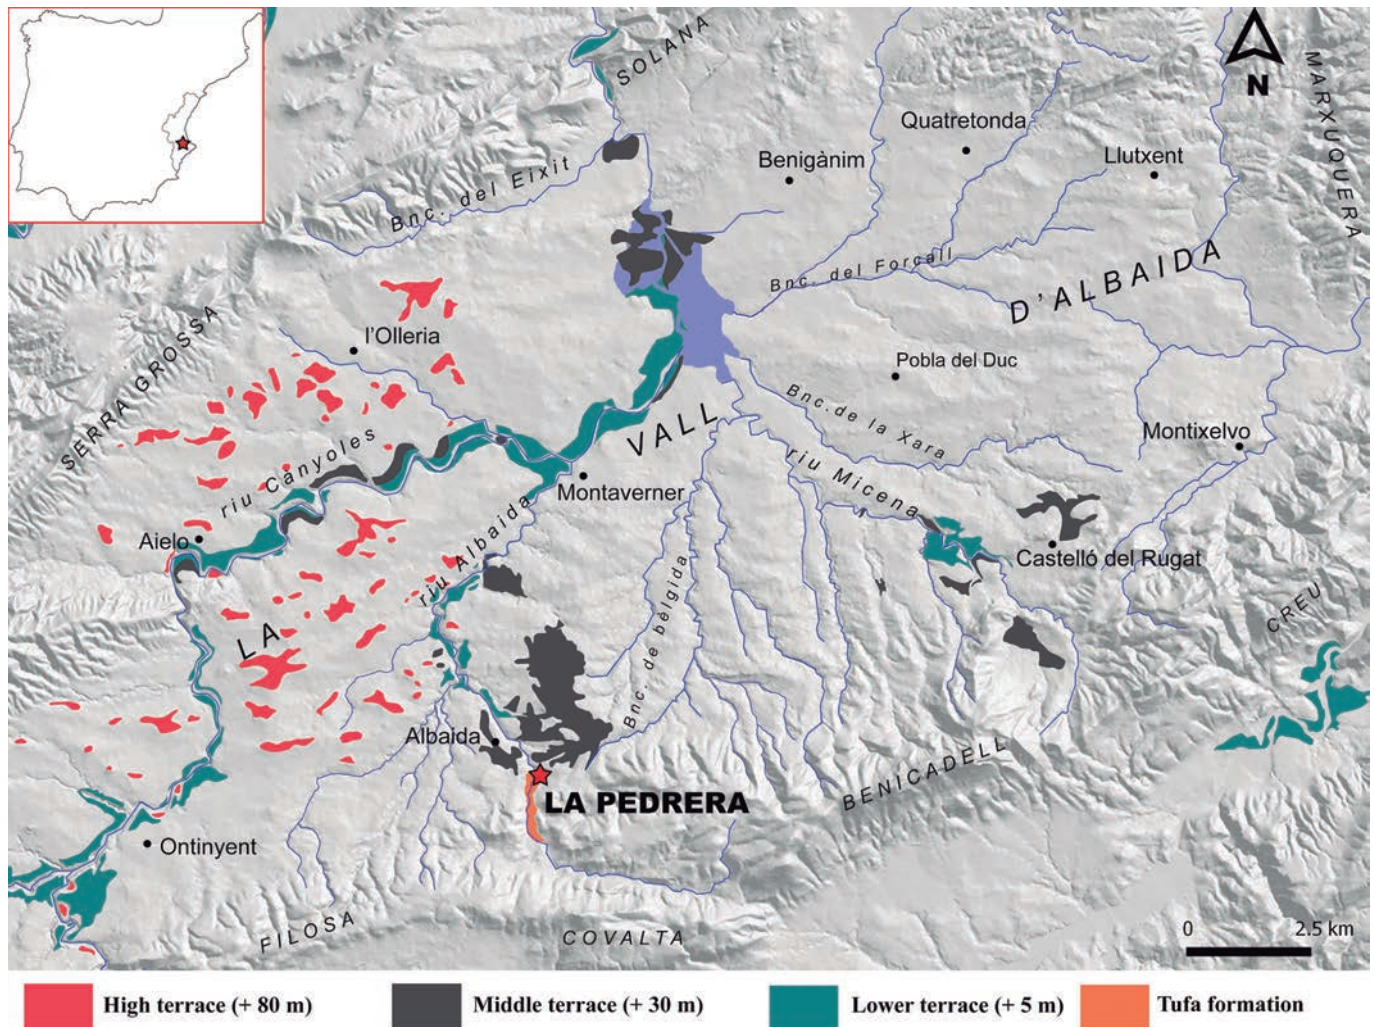 SOLANA
N
MARXUQUERA
Quatretonda
Benigànim
Llutxent
Bnc. del Eixit
Bnc. del Forcall
D'ALBAIDA
l'Olleria
SERRA GROSSA
Pobla del Duc
Bnc. de la Xara
VALL
Montixelvo
riu Cànyoles
riu Micena
Montaverner
Aielo
riu Albaida
Castelló del Rugat
LA
Bnc. de bèlgida
CREU
Albaida
BENICADELL
LA PEDRERA
Ontinyent
FILOSA
COVALTA
0 2.5 km
High terrace (+ 80 m)
Middle terrace (+ 30 m)
Lower terrace (+ 5 m)
Tufa formation